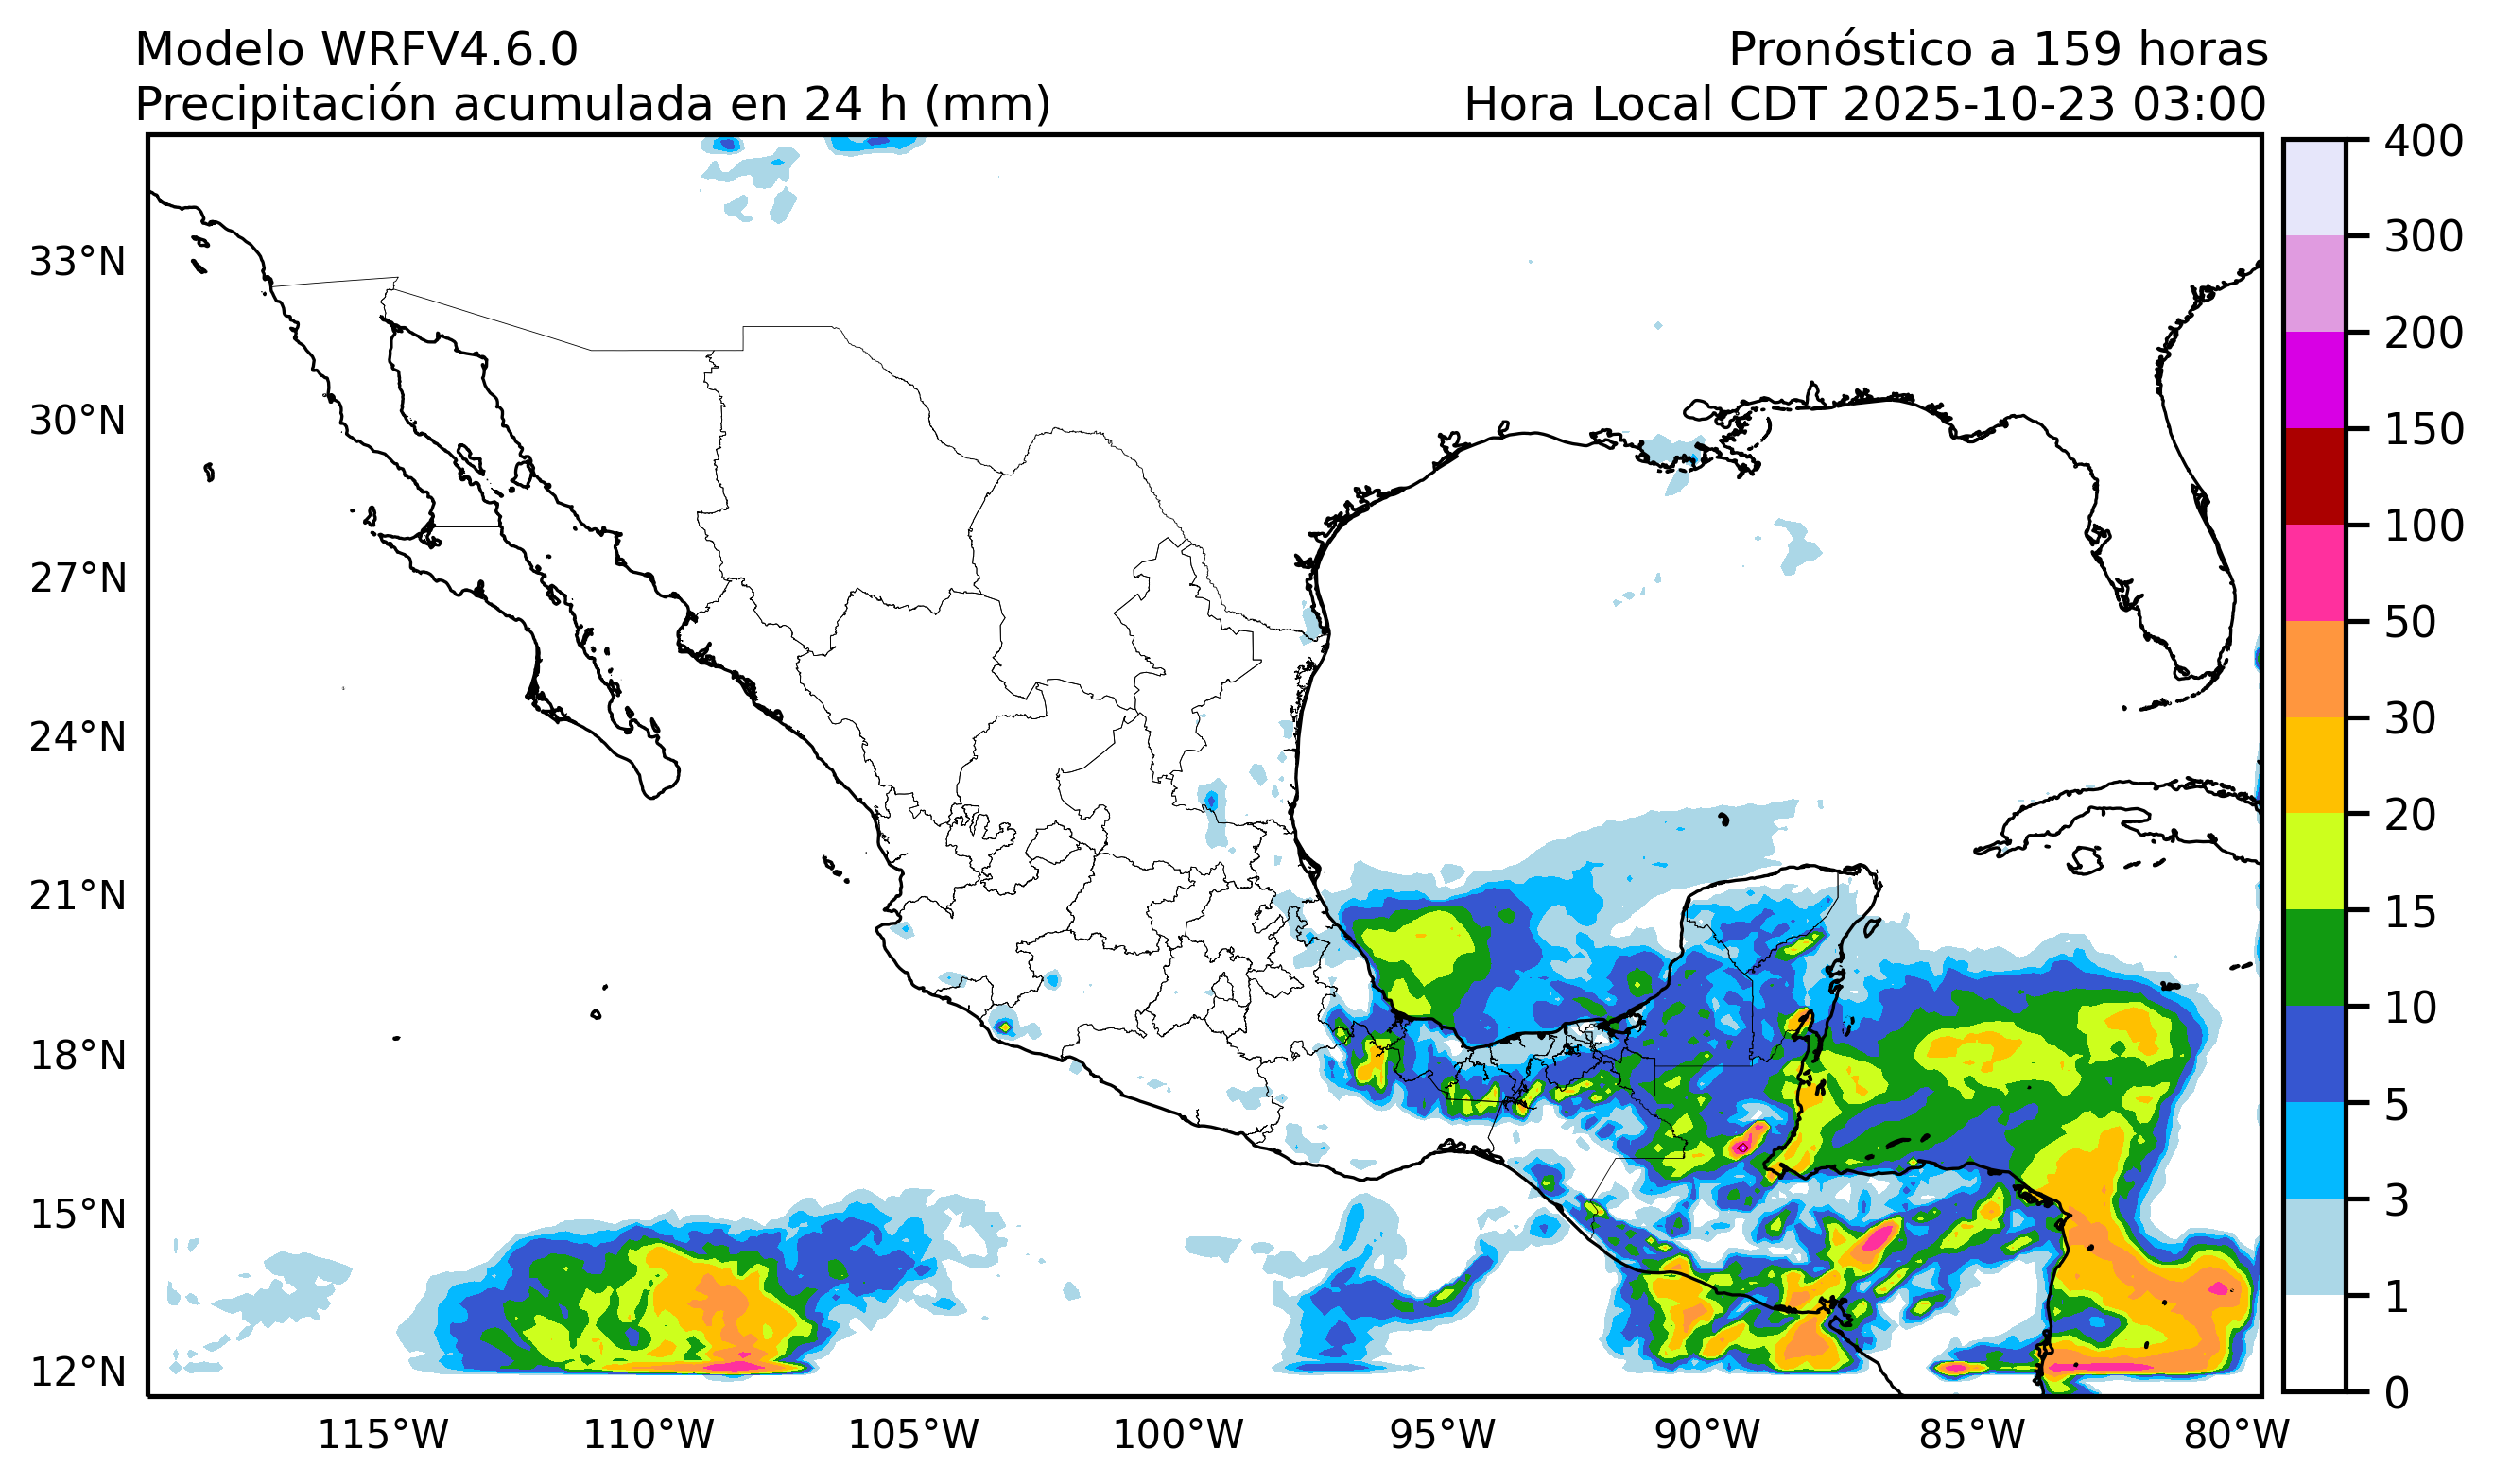 Modelo WRFV4.6.0
Pronóstico a 159 horas
Precipitación acumulada en 24 h (mm)
Hora Local CDT 2025-10-23 03:00
33°N
30°N
27°N
24°N
21°N
18°N
15°N
12°N
115°W
110°W
105°W
100°W
95°W
90°W
85°W
80°W
400
300
200
150
100
50
30
20
15
10
5
3
1
0